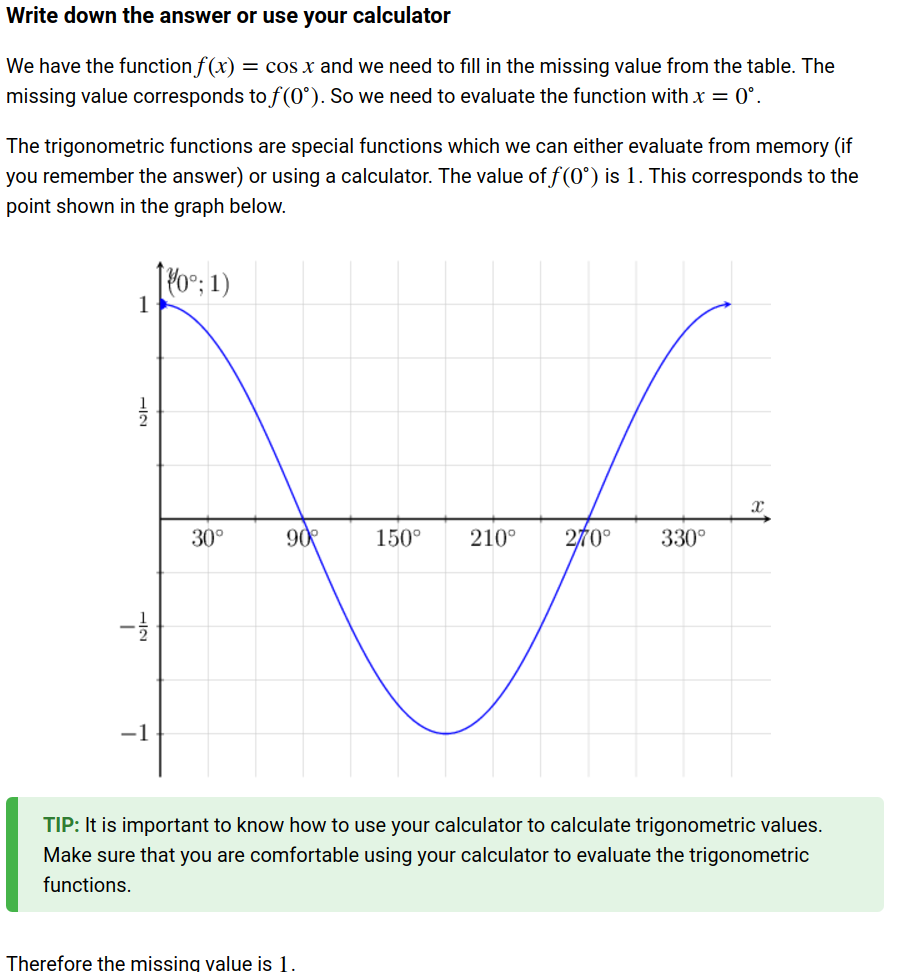 Write down the answer or use your calculator
We have the function f(x) = cos x and we need to fill in the missing value from the table. The
missing value corresponds to f(0°). So we need to evaluate the function with x = 0°.
The trigonometric functions are special functions which we can either evaluate from memory (if
you remember the answer) or using a calculator. The value of f(0°) is 1. This corresponds to the
point shown in the graph below.
y
(0°; 1)
1
1/2
x
30° 90° 150° 210° 270° 330°
−1/2
−1
TIP: It is important to know how to use your calculator to calculate trigonometric values.
Make sure that you are comfortable using your calculator to evaluate the trigonometric
functions.
Therefore the missing value is 1.